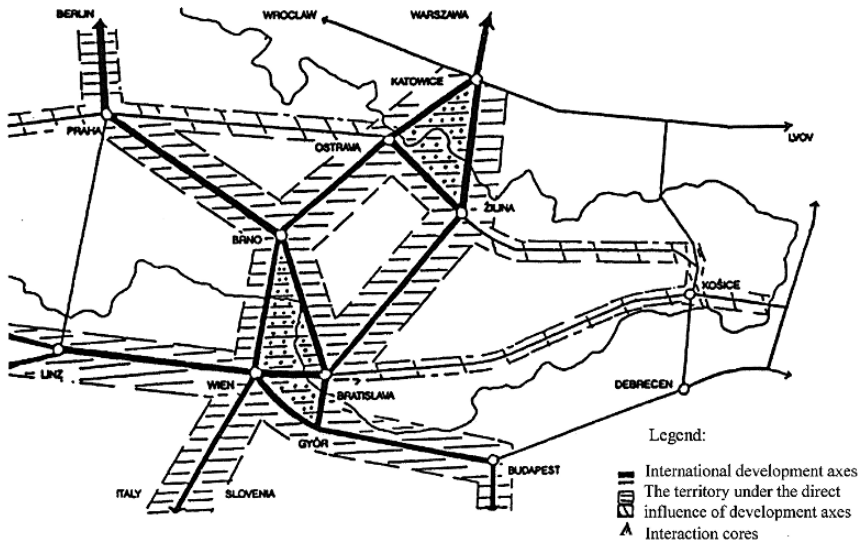 BERLIN
WROCLAW
WARSZAWA
KATOWICE
PRAHA
OSTRAVA
LVOV
ŽILINA
BRNO
KOŠICE
LINZ
WIEN
BRATISLAVA
DEBRECEN
GYÖR
BUDAPEST
ITALY
SLOVENIA
Legend:
International development axes
The territory under the direct
influence of development axes
Interaction cores